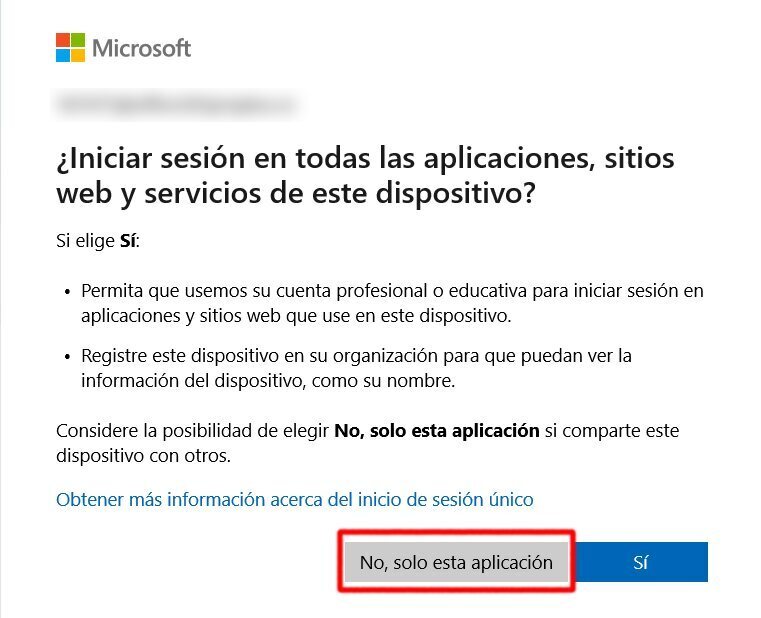 Microsoft
¿Iniciar sesión en todas las aplicaciones, sitios
web y servicios de este dispositivo?
Si elige Sí:
• Permita que usemos su cuenta profesional o educativa para iniciar sesión en
aplicaciones y sitios web que use en este dispositivo.
• Registre este dispositivo en su organización para que puedan ver la
información del dispositivo, como su nombre.
Considere la posibilidad de elegir No, solo esta aplicación si comparte este
dispositivo con otros.
Obtener más información acerca del inicio de sesión único
No, solo esta aplicación
Sí